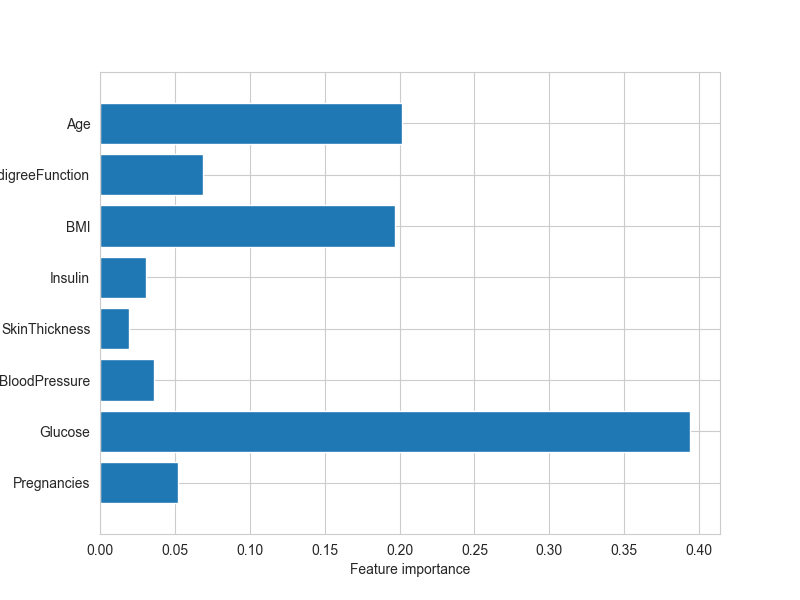 Age
digreeFunction
BMI
Insulin
SkinThickness
BloodPressure
Glucose
Pregnancies
0.00 0.05 0.10 0.15 0.20 0.25 0.30 0.35 0.40
Feature importance